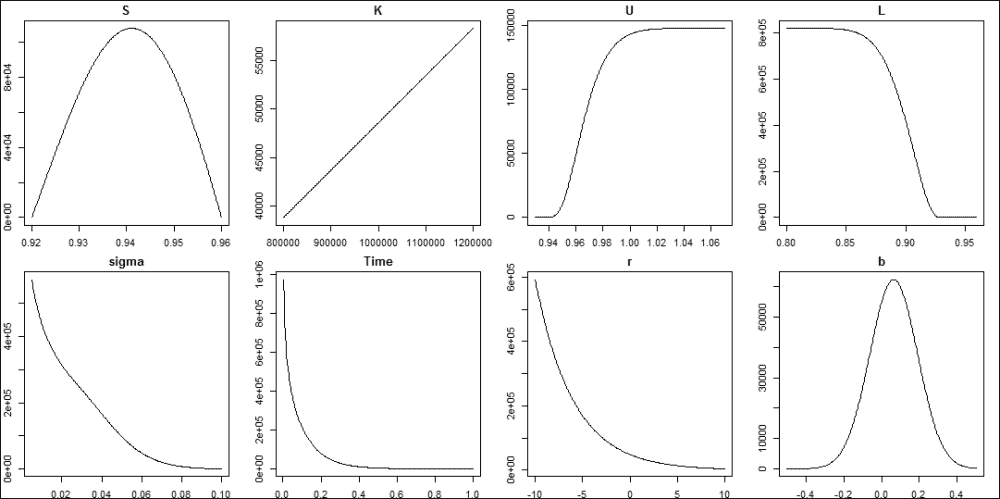 S
8e+04
4e+04
0e+00
0.92 0.93 0.94 0.95 0.96
K
55000
50000
45000
40000
800000 900000 1000000 1100000 1200000
U
150000
100000
50000
0
0.94 0.96 0.98 1.00 1.02 1.04 1.06
L
8e+05
6e+05
4e+05
2e+05
0e+00
0.80 0.85 0.90 0.95
sigma
4e+05
2e+05
0e+00
0.02 0.04 0.06 0.08 0.10
Time
1e+06
8e+05
6e+05
4e+05
2e+05
0e+00
0.0 0.2 0.4 0.6 0.8 1.0
r
6e+05
4e+05
2e+05
0e+00
-10 -5 0 5 10
b
50000
30000
10000
0
-0.4 -0.2 0.0 0.2 0.4